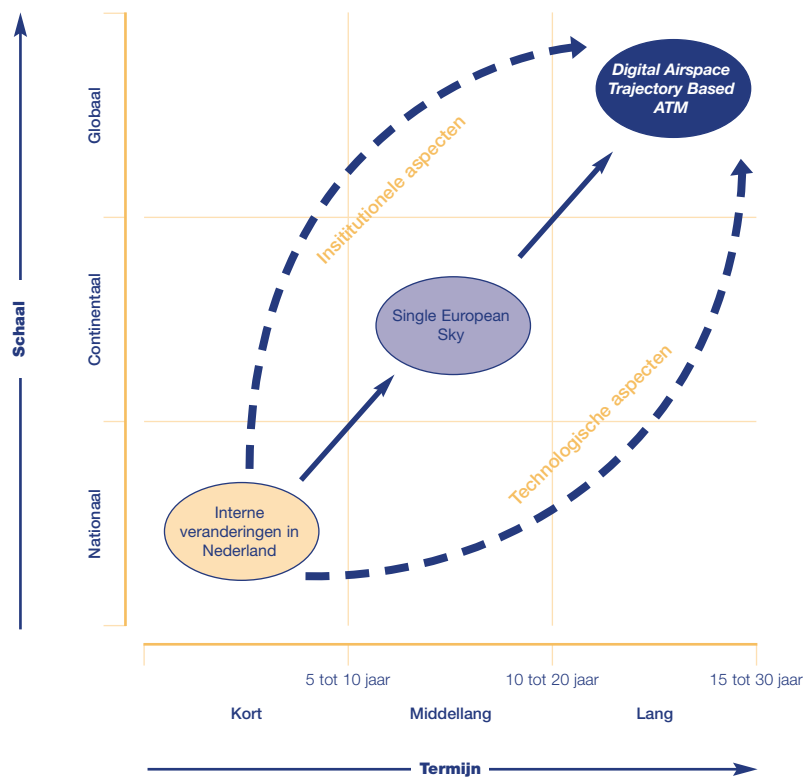 Globaal
Continentaal
Nationaal
Schaal
Digital Airspace
Trajectory Based
ATM
Insititutionele aspecten
Single European
Sky
Technologische aspecten
Interne
veranderingen in
Nederland
5 tot 10 jaar
10 tot 20 jaar
15 tot 30 jaar
Kort
Middellang
Lang
Termijn